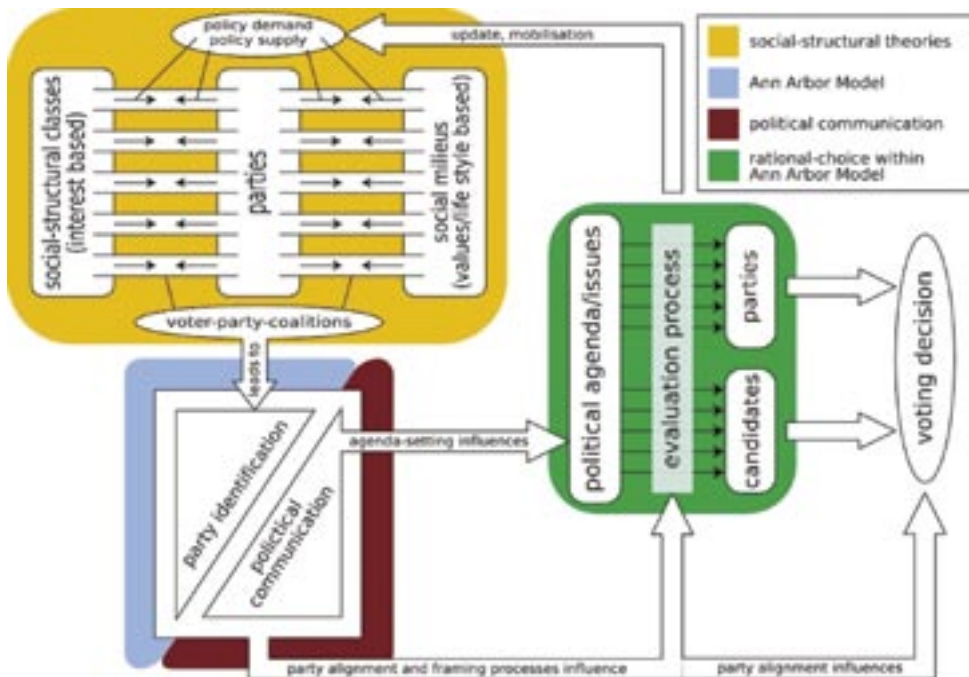 policy demand
policy supply
update, mobilisation
social-structural theories
Ann Arbor Model
political communication
rational-choice within
Ann Arbor Model
social-structural classes
(interest based)
parties
social milieus
(values/life style based)
voter-party-coalitions
leads to
party identification
polictical
communication
agenda-setting influences
political agenda/issues
evaluation process
parties
candidates
voting decision
party alignment and framing processes influence
party alignment influences